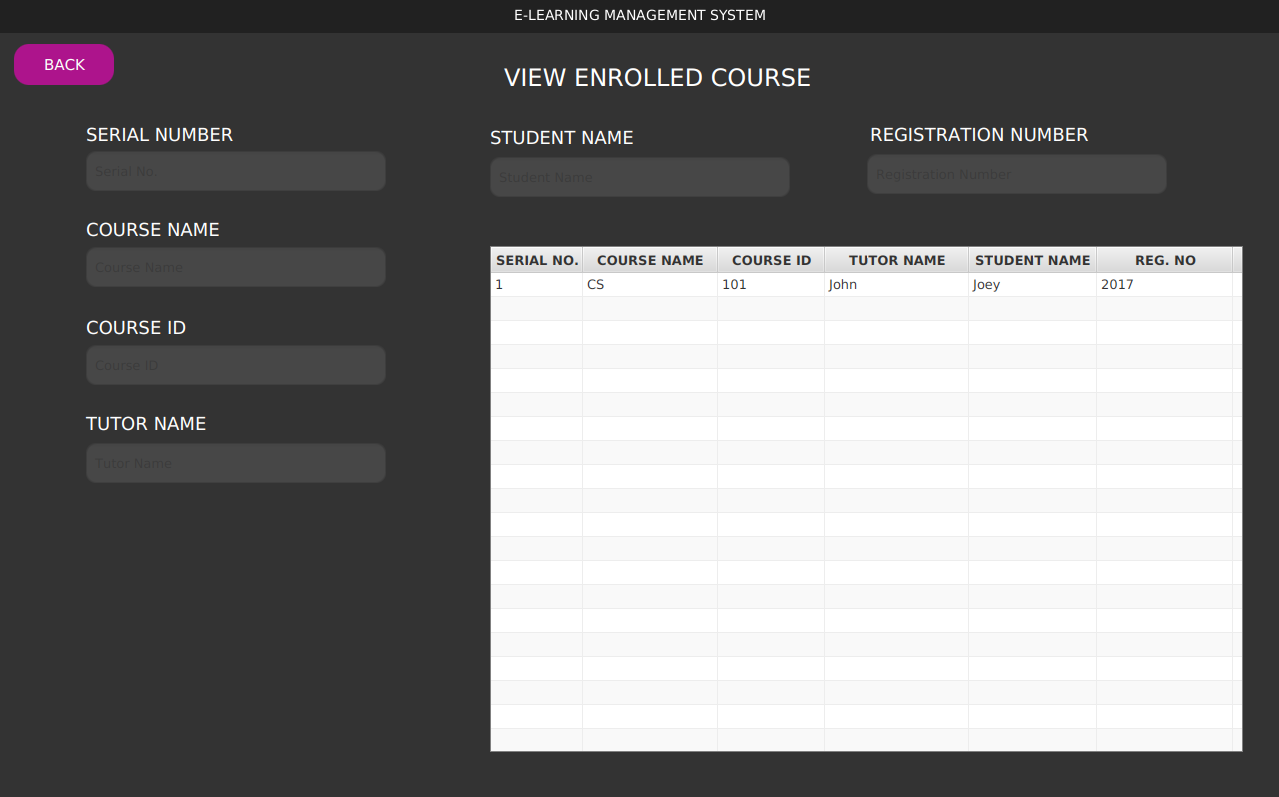 E-LEARNING MANAGEMENT SYSTEM
BACK
VIEW ENROLLED COURSE
SERIAL NUMBER
Serial No.
STUDENT NAME
Student Name
REGISTRATION NUMBER
Registration Number
COURSE NAME
Course Name
COURSE ID
Course ID
TUTOR NAME
Tutor Name
SERIAL NO. COURSE NAME COURSE ID TUTOR NAME STUDENT NAME REG. NO
1 CS 101 John Joey 2017